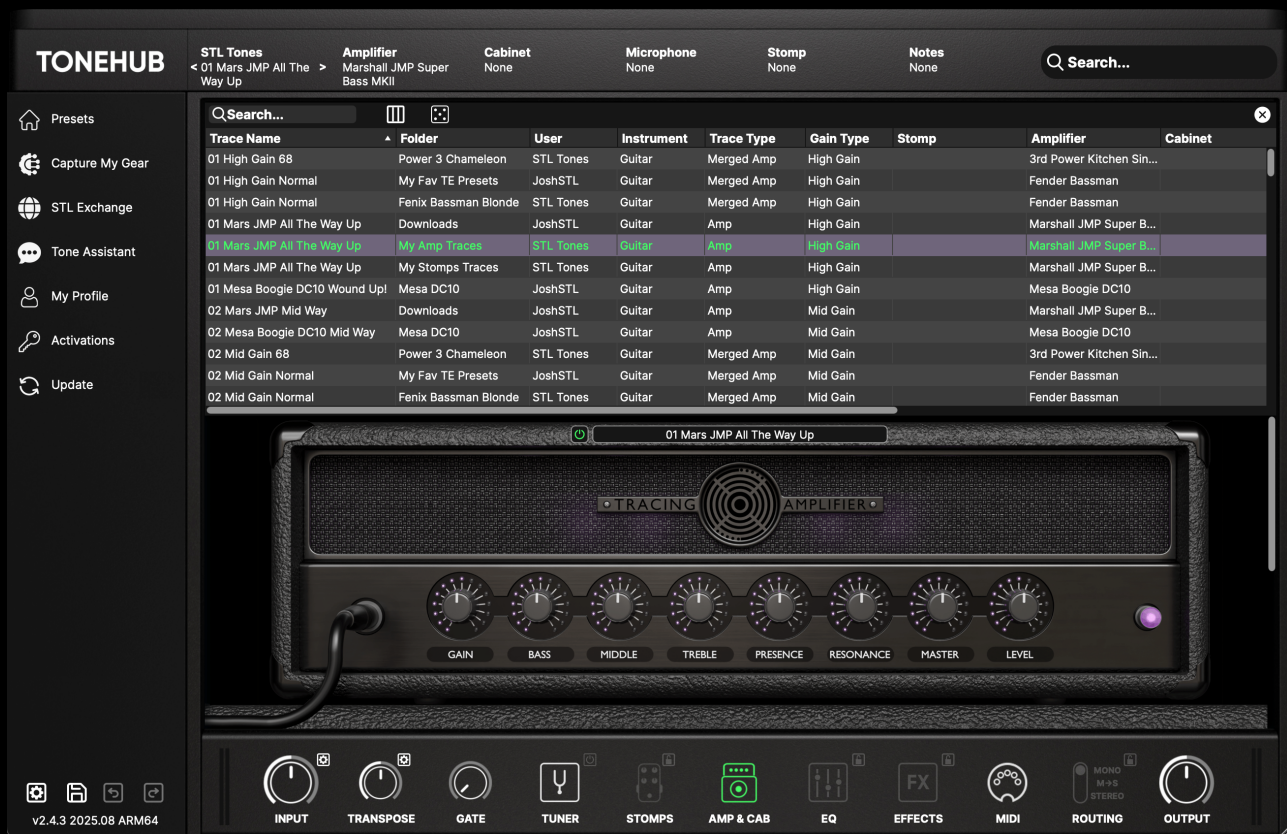 TONEHUB
STL Tones
< 01 Mars JMP All The Way Up >
Amplifier
Marshall JMP Super Bass MKII
Cabinet
None
Microphone
None
Stomp
None
Notes
None
Search...
Presets
Capture My Gear
STL Exchange
Tone Assistant
My Profile
Activations
Update
v2.4.3 2025.08 ARM64
Search...
Trace Name Folder User Instrument Trace Type Gain Type Stomp Amplifier Cabinet
01 High Gain 68 Power 3 Chameleon STL Tones Guitar Merged Amp High Gain 3rd Power Kitchen Sin...
01 High Gain Normal My Fav TE Presets JoshSTL Guitar Merged Amp High Gain Fender Bassman
01 High Gain Normal Fenix Bassman Blonde STL Tones Guitar Merged Amp High Gain Fender Bassman
01 Mars JMP All The Way Up Downloads JoshSTL Guitar Amp High Gain Marshall JMP Super B...
01 Mars JMP All The Way Up My Amp Traces STL Tones Guitar Amp High Gain Marshall JMP Super B...
01 Mars JMP All The Way Up My Stomps Traces STL Tones Guitar Amp High Gain Marshall JMP Super B...
01 Mesa Boogie DC10 Wound Up! Mesa DC10 JoshSTL Guitar Amp High Gain Mesa Boogie DC10
02 Mars JMP Mid Way Downloads JoshSTL Guitar Amp Mid Gain Marshall JMP Super B...
02 Mesa Boogie DC10 Mid Way Mesa DC10 JoshSTL Guitar Amp Mid Gain Mesa Boogie DC10
02 Mid Gain 68 Power 3 Chameleon STL Tones Guitar Merged Amp Mid Gain 3rd Power Kitchen Sin...
02 Mid Gain Normal My Fav TE Presets JoshSTL Guitar Merged Amp Mid Gain Fender Bassman
02 Mid Gain Normal Fenix Bassman Blonde STL Tones Guitar Merged Amp Mid Gain Fender Bassman
01 Mars JMP All The Way Up
TRACING AMPLIFIER
GAIN BASS MIDDLE TREBLE PRESENCE RESONANCE MASTER LEVEL
FX
MONO
M→S
STEREO
INPUT TRANSPOSE GATE TUNER STOMPS AMP & CAB EQ EFFECTS MIDI ROUTING OUTPUT